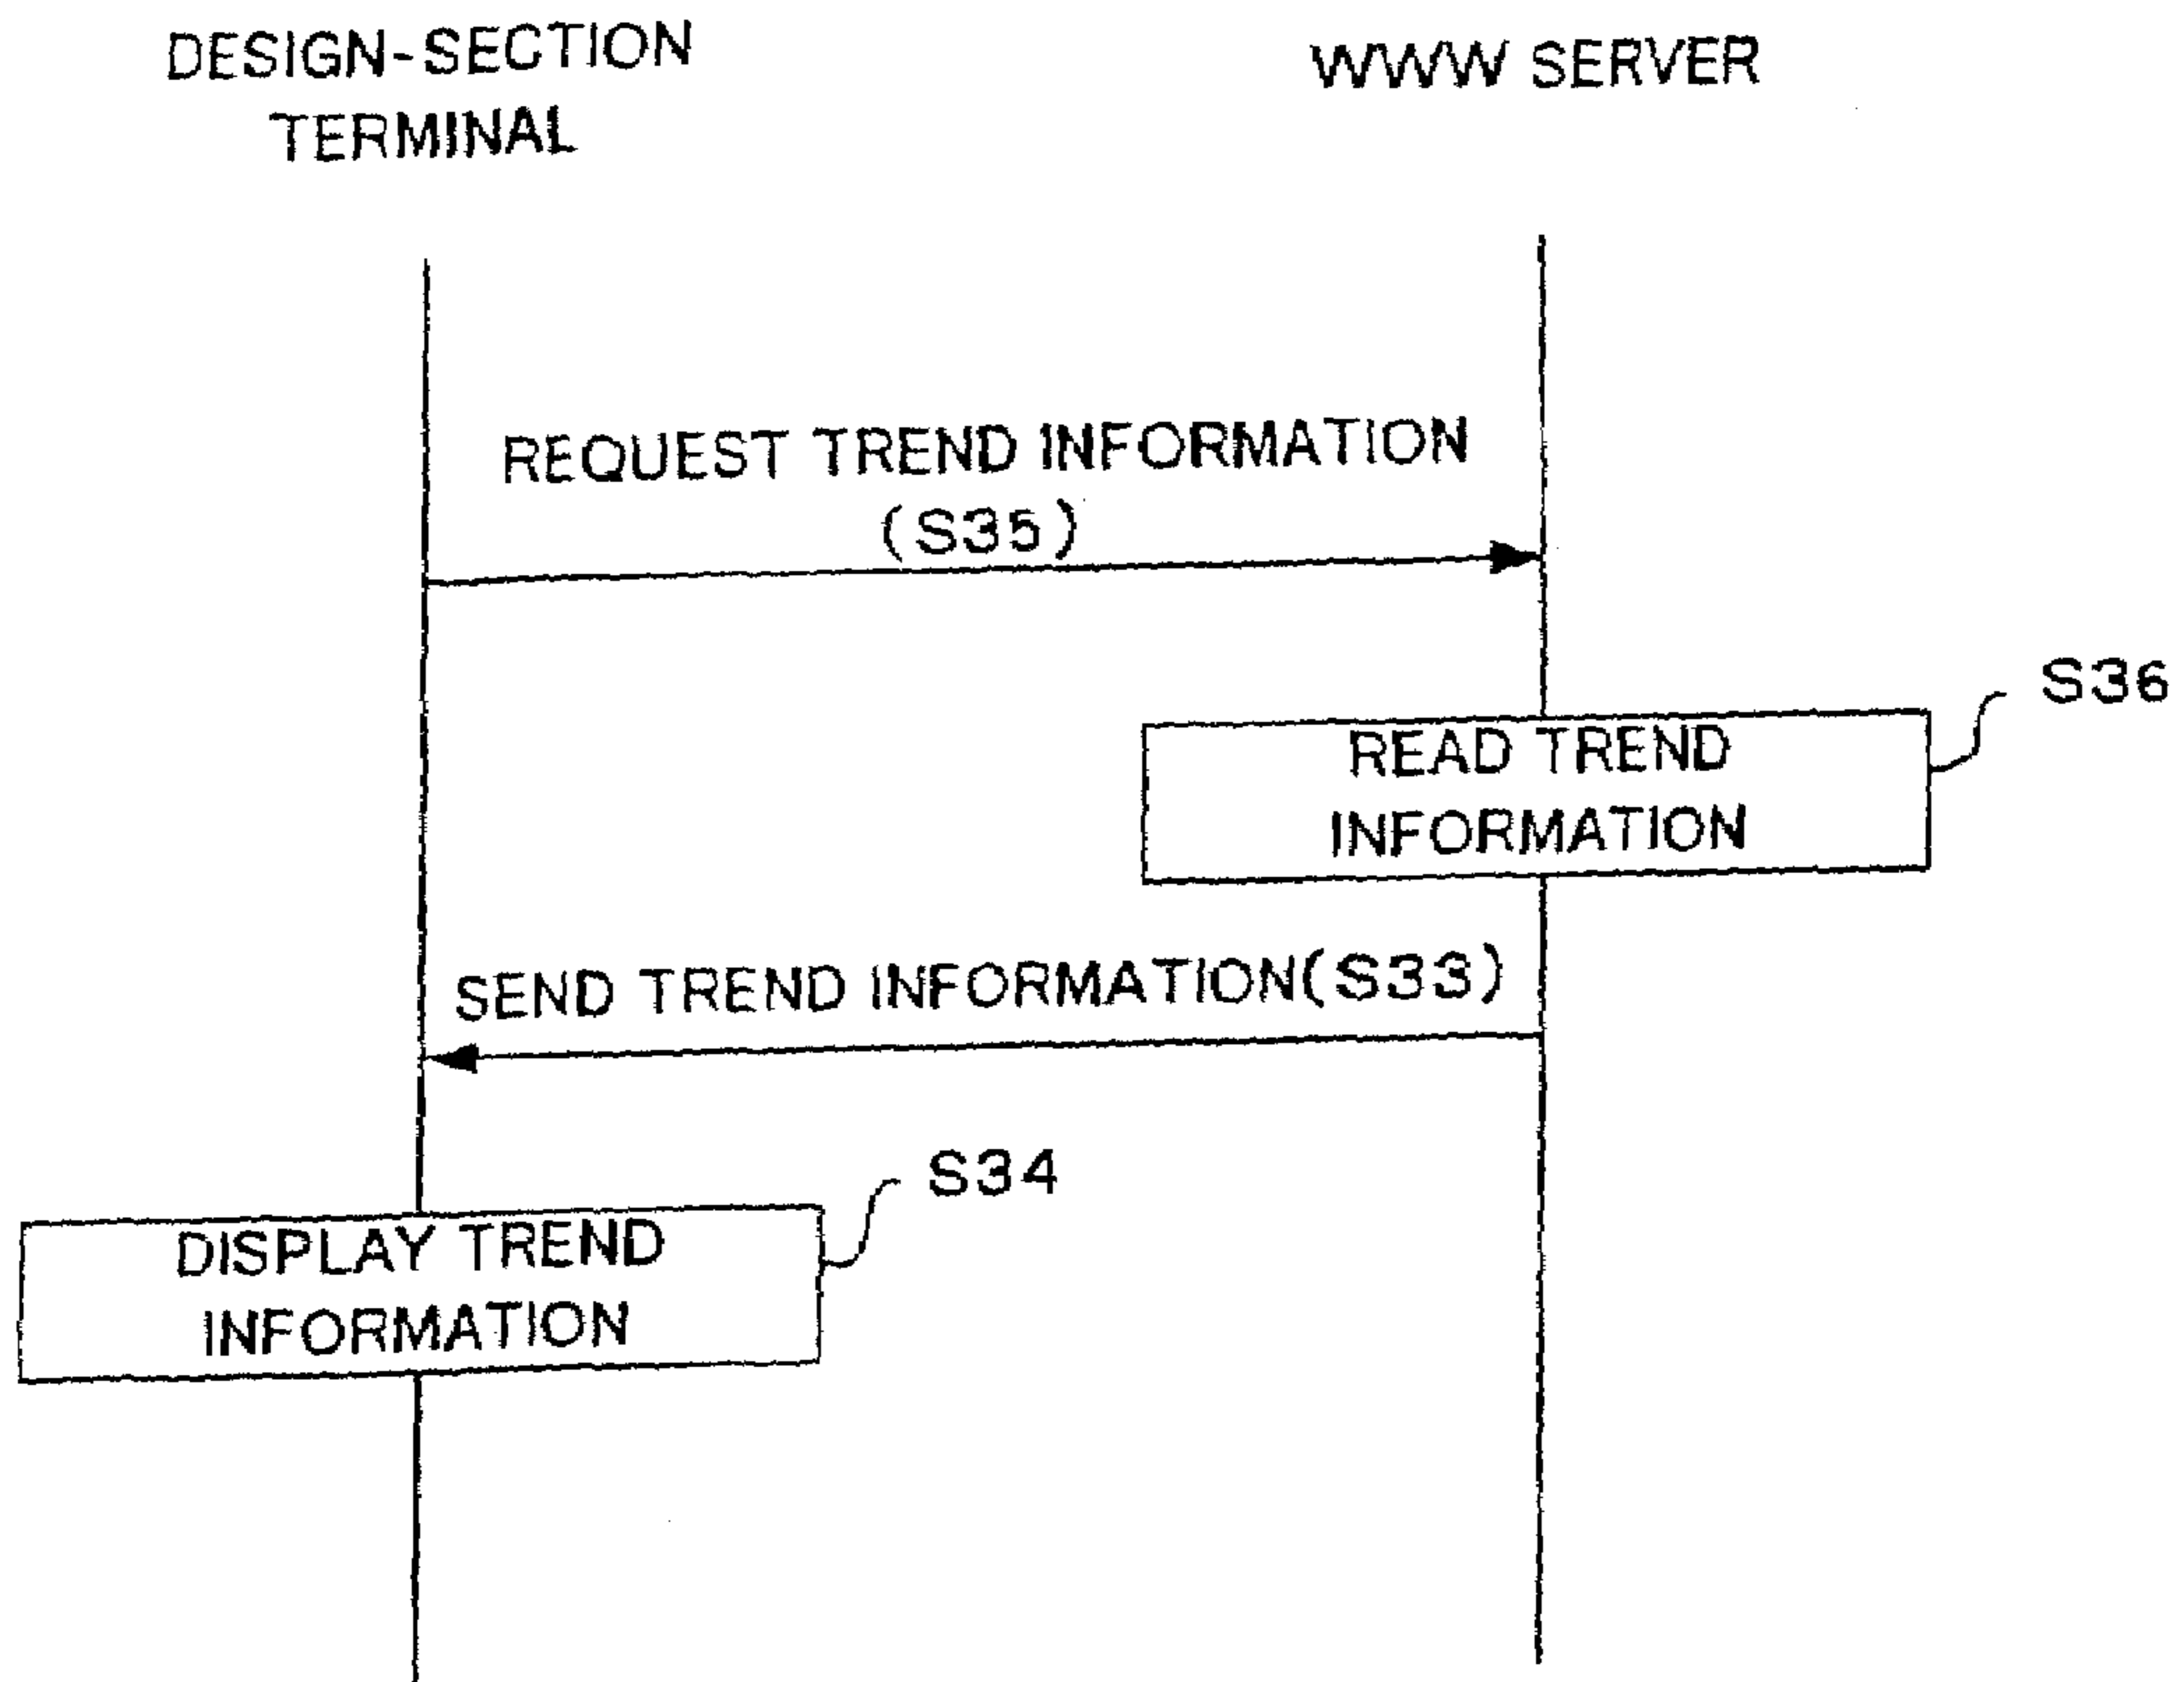 DESIGN-SECTION
TERMINAL
WWW SERVER
REQUEST TREND INFORMATION
(S35)
S36
READ TREND
INFORMATION
SEND TREND INFORMATION(S33)
S34
DISPLAY TREND
INFORMATION